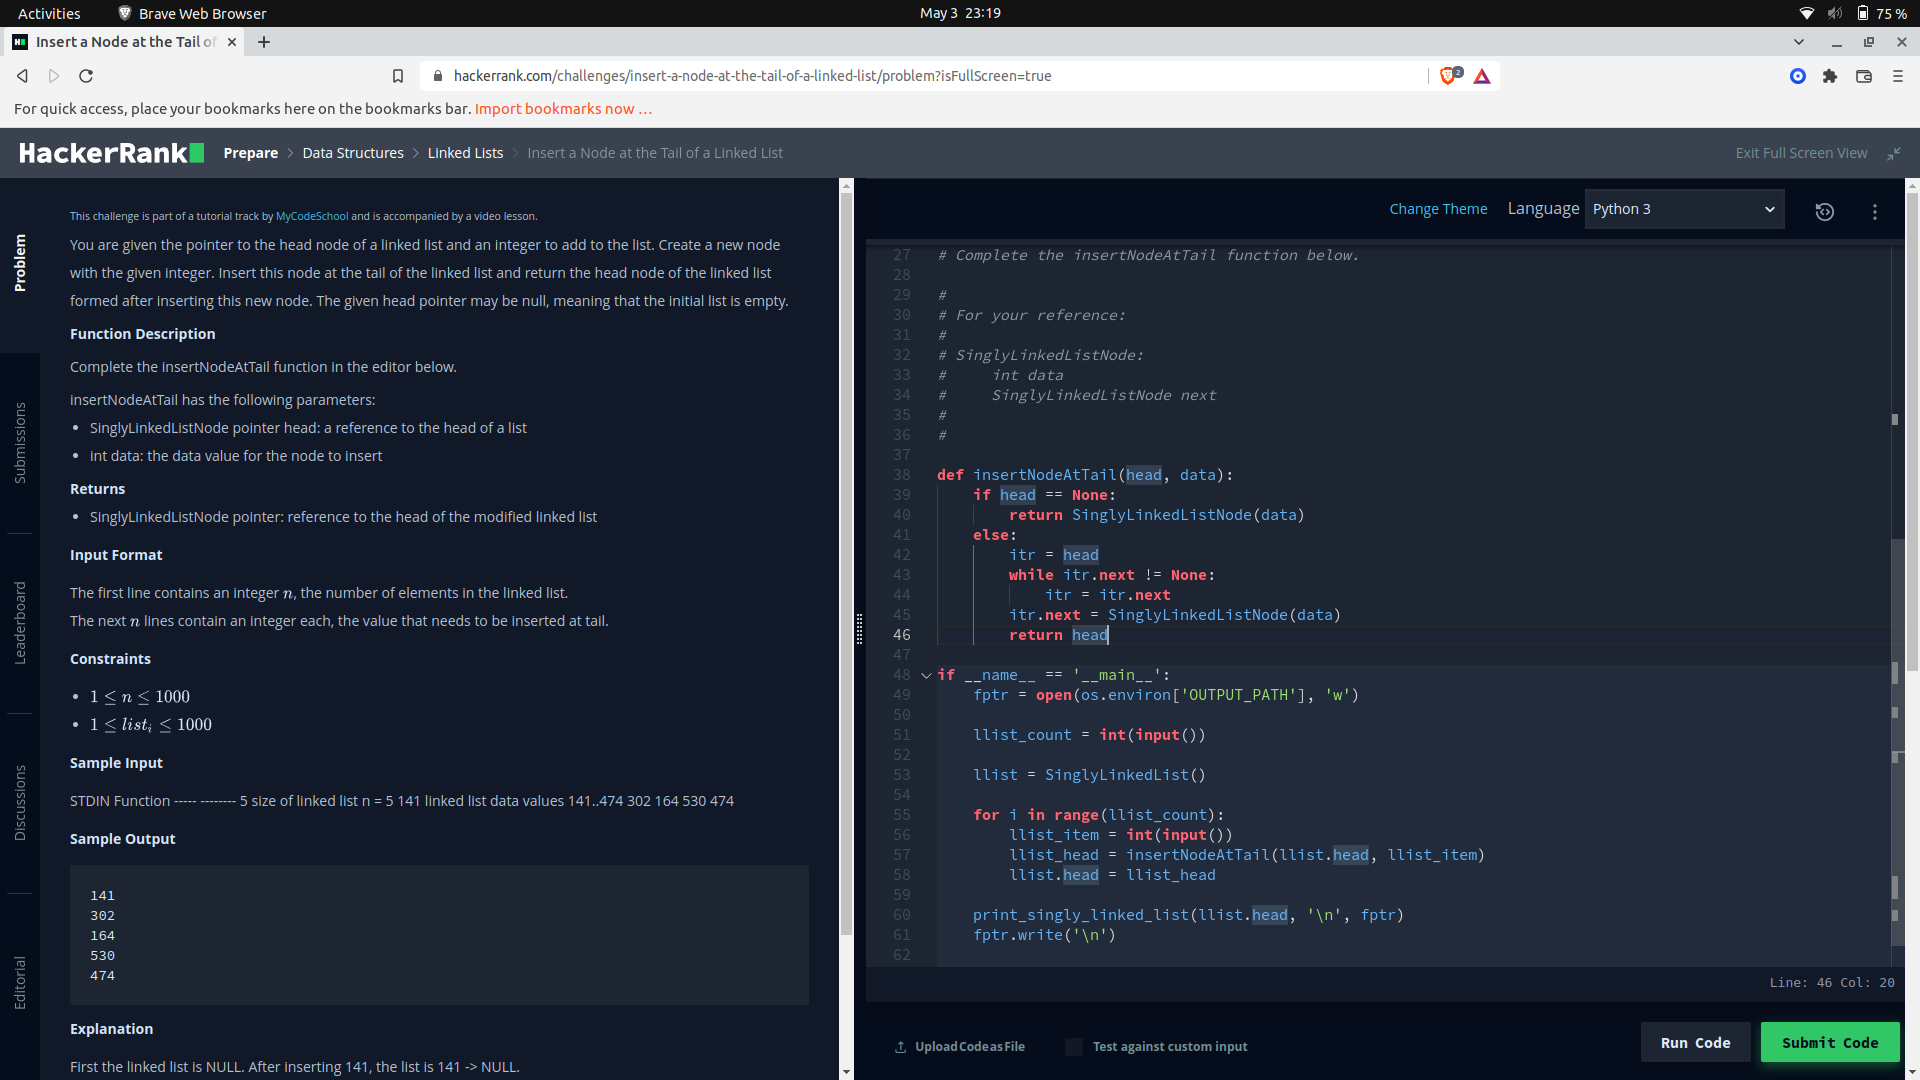 Activities
Brave Web Browser
May 3 23:19
75 %
Insert a Node at the Tail of
hackerrank.com/challenges/insert-a-node-at-the-tail-of-a-linked-list/problem?isFullScreen=true
2
For quick access, place your bookmarks here on the bookmarks bar. Import bookmarks now …
HackerRank
Prepare > Data Structures > Linked Lists > Insert a Node at the Tail of a Linked List
Exit Full Screen View
Problem
Submissions
Leaderboard
Discussions
Editorial
This challenge is part of a tutorial track by MyCodeSchool and is accompanied by a video lesson.
You are given the pointer to the head node of a linked list and an integer to add to the list. Create a new node
with the given integer. Insert this node at the tail of the linked list and return the head node of the linked list
formed after inserting this new node. The given head pointer may be null, meaning that the initial list is empty.
Function Description
Complete the insertNodeAtTail function in the editor below.
insertNodeAtTail has the following parameters:
• SinglyLinkedListNode pointer head: a reference to the head of a list
• int data: the data value for the node to insert
Returns
• SinglyLinkedListNode pointer: reference to the head of the modified linked list
Input Format
The first line contains an integer n, the number of elements in the linked list.
The next n lines contain an integer each, the value that needs to be inserted at tail.
Constraints
• 1 ≤ n ≤ 1000
• 1 ≤ list_i ≤ 1000
Sample Input
STDIN Function ----- -------- 5 size of linked list n = 5 141 linked list data values 141..474 302 164 530 474
Sample Output
141
302
164
530
474
Explanation
First the linked list is NULL. After inserting 141, the list is 141 -> NULL.
Change Theme
Language
Python 3
27 # Complete the insertNodeAtTail function below.
28
29 #
30 # For your reference:
31 #
32 # SinglyLinkedListNode:
33 #     int data
34 #     SinglyLinkedListNode next
35 #
36 #
37
38 def insertNodeAtTail(head, data):
39     if head == None:
40         return SinglyLinkedListNode(data)
41     else:
42         itr = head
43         while itr.next != None:
44             itr = itr.next
45         itr.next = SinglyLinkedListNode(data)
46         return head
47
48 if __name__ == '__main__':
49     fptr = open(os.environ['OUTPUT_PATH'], 'w')
50
51     llist_count = int(input())
52
53     llist = SinglyLinkedList()
54
55     for i in range(llist_count):
56         llist_item = int(input())
57         llist_head = insertNodeAtTail(llist.head, llist_item)
58         llist.head = llist_head
59
60     print_singly_linked_list(llist.head, '\n', fptr)
61     fptr.write('\n')
62
Line: 46 Col: 20
Upload Code as File
Test against custom input
Run Code
Submit Code